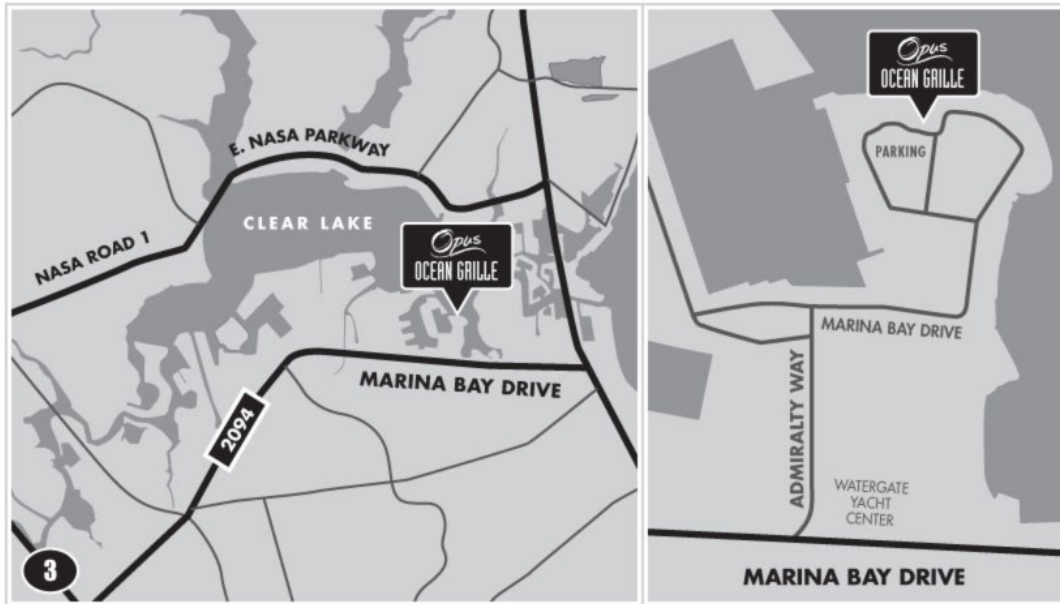 E. NASA PARKWAY
CLEAR LAKE
NASA ROAD 1
Opus
OCEAN GRILLE
MARINA BAY DRIVE
2094
3
Opus
OCEAN GRILLE
PARKING
MARINA BAY DRIVE
ADMIRALTY WAY
WATERGATE
YACHT
CENTER
MARINA BAY DRIVE